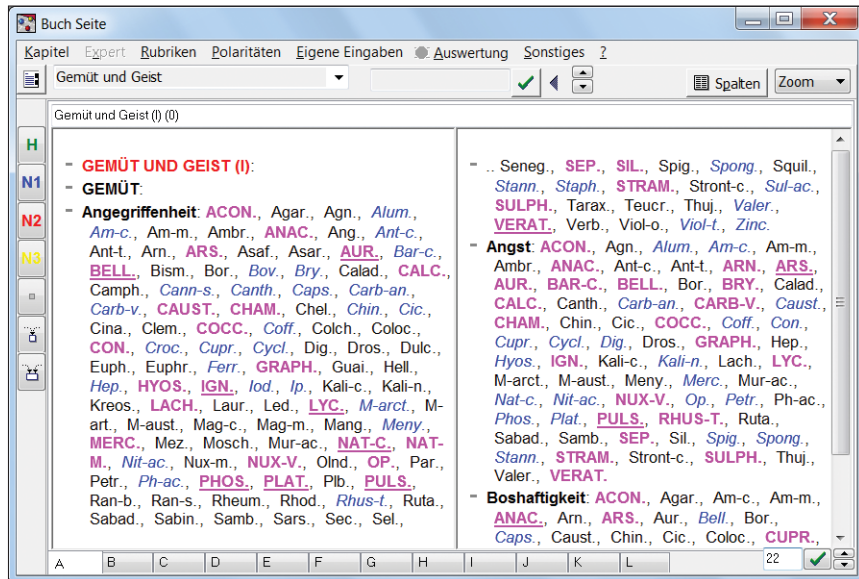 Buch Seite
Kapitel Expert Rubriken Polaritäten Eigene Eingaben Auswertung Sonstiges ?
Gemüt und Geist Spalten Zoom
Gemüt und Geist (I) (0)
H
N1
N2
N3
- GEMÜT UND GEIST (I):
- GEMÜT:
- Angegriffenheit: ACON., Agar., Agn., Alum.,
Am-c., Am-m., Ambr., ANAC., Ang., Ant-c.,
Ant-t., Arn., ARS., Asaf., Asar., AUR., Bar-c.,
BELL., Bism., Bor., Bov., Bry., Calad., CALC.,
Camph., Cann-s., Canth., Caps., Carb-an.,
Carb-v., CAUST., CHAM., Chel., Chin., Cic.,
Cina., Clem., COCC., Coff., Colch., Coloc.,
CON., Croc., Cupr., Cycl., Dig., Dros., Dulc.,
Euph., Euphr., Ferr., GRAPH., Guai., Hell.,
Hep., HYOS., IGN., Iod., Ip., Kali-c., Kali-n.,
Kreos., LACH., Laur., Led., LYC., M-arct., M-
art., M-aust., Mag-c., Mag-m., Mang., Meny.,
MERC., Mez., Mosch., Mur-ac., NAT-C., NAT-
M., Nit-ac., Nux-m., NUX-V., Olnd., OP., Par.,
Petr., Ph-ac., PHOS., PLAT., Plb., PULS.,
Ran-b., Ran-s., Rheum., Rhod., Rhus-t., Ruta.,
Sabad., Sabin., Samb., Sars., Sec., Sel.,
- .. Seneg., SEP., SIL., Spig., Spong., Squil.,
Stann., Staph., STRAM., Stront-c., Sul-ac.,
SULPH., Tarax., Teucr., Thuj., Valer.,
VERAT., Verb., Viol-o., Viol-t., Zinc.
- Angst: ACON., Agn., Alum., Am-c., Am-m.,
Ambr., ANAC., Ant-c., Ant-t., ARN., ARS.,
AUR., BAR-C., BELL., Bor., BRY., Calad.,
CALC., Canth., Carb-an., CARB-V., Caust.,
CHAM., Chin., Cic., COCC., Coff., Con.,
Cupr., Cycl., Dig., Dros., GRAPH., Hep.,
Hyos., IGN., Kali-c., Kali-n., Lach., LYC.,
M-arct., M-aust., Meny., Merc., Mur-ac.,
Nat-c., Nit-ac., NUX-V., Op., Petr., Ph-ac.,
Phos., Plat., PULS., RHUS-T., Ruta.,
Sabad., Samb., SEP., Sil., Spig., Spong.,
Stann., STRAM., Stront-c., SULPH., Thuj.,
Valer., VERAT.
- Boshaftigkeit: ACON., Agar., Am-c., Am-m.,
ANAC., Arn., ARS., Aur., Bell., Bor.,
Caps., Caust., Chin., Cic., Coloc., CUPR.,
A B C D E F G H I J K L 22